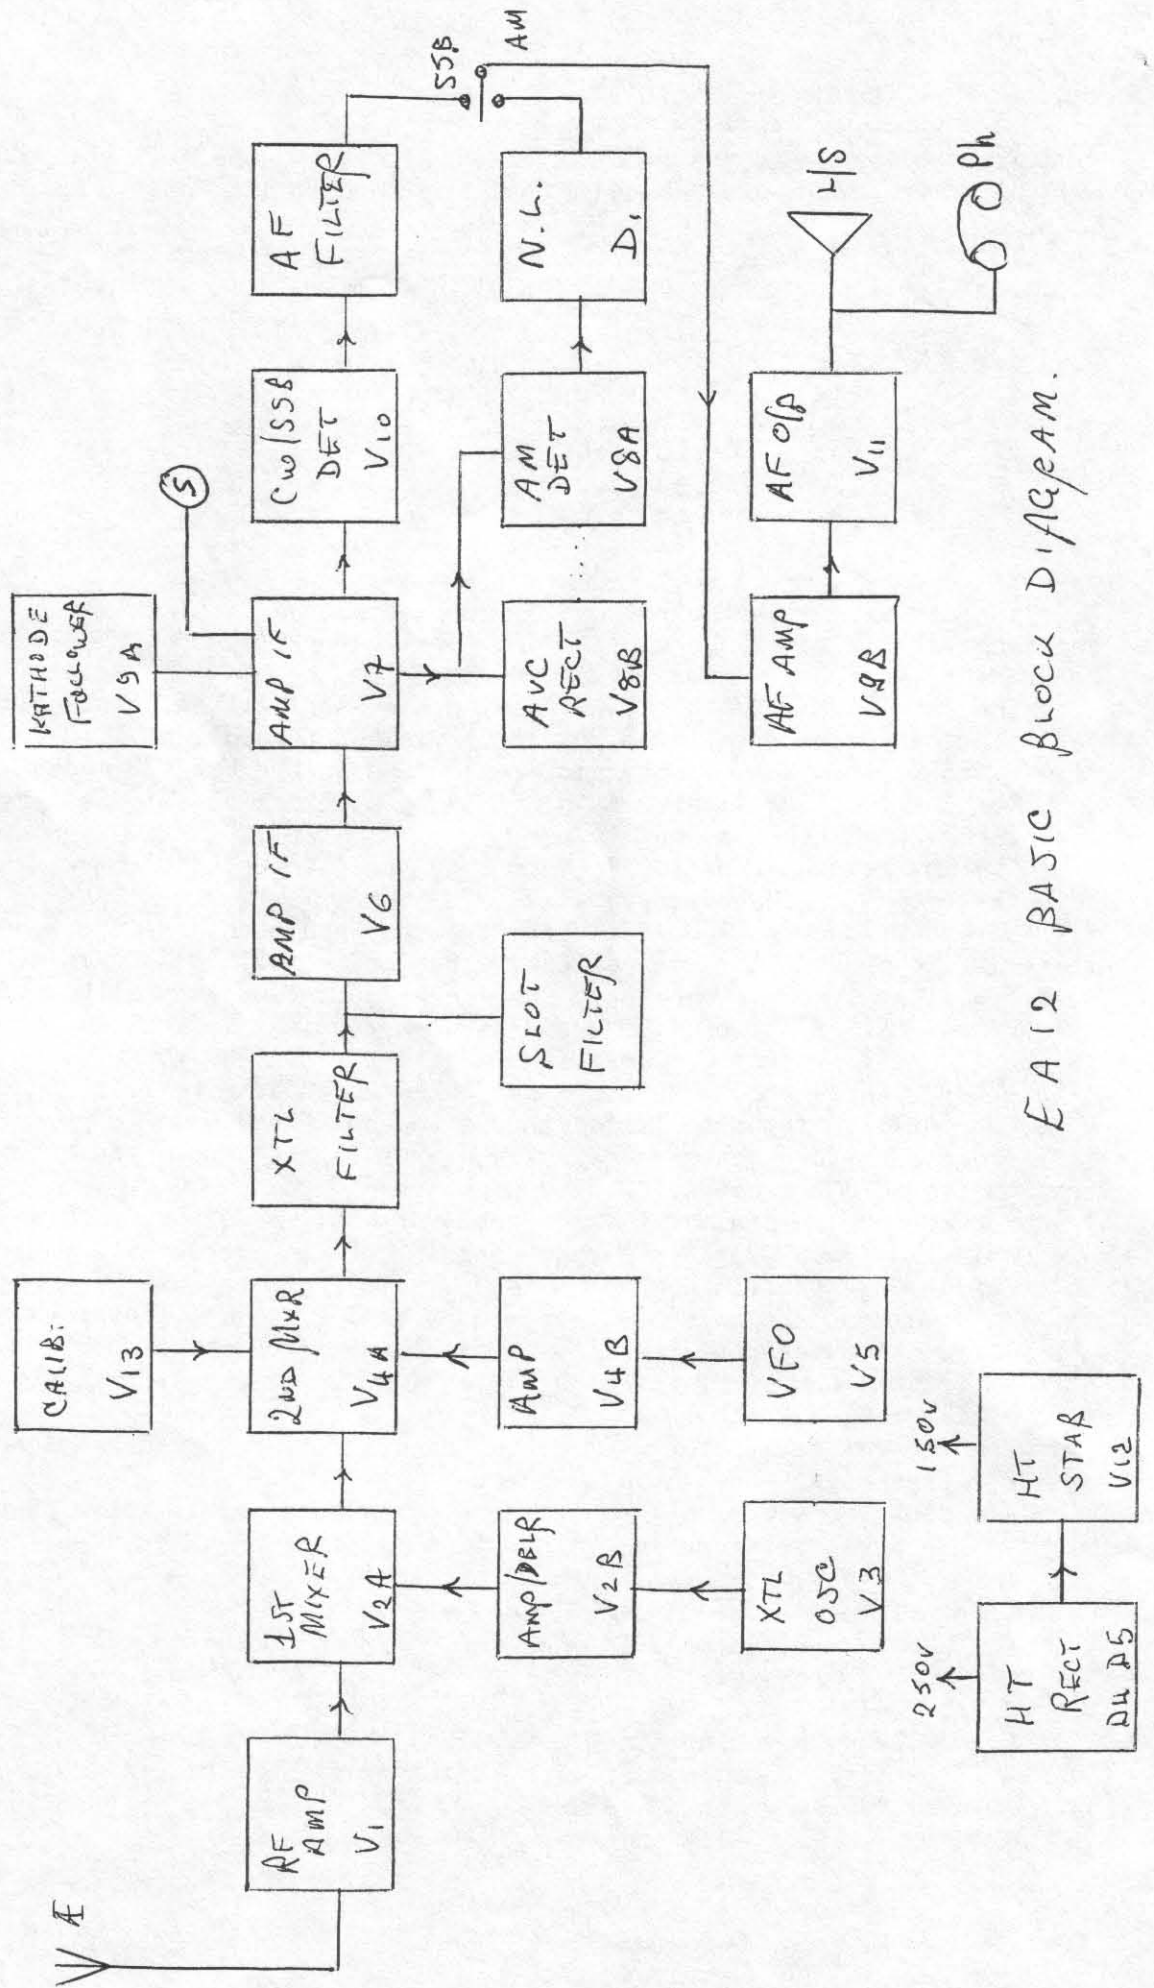 Æ
RF
AMP
V1
1ST
MIXER
V2A
AMP/DBLR
V2B
XTL
OSC
V3
CALIB:
V13
2ND MXR
V4A
AMP
V4B
VFO
V5
XTL
FILTER
SLOT
FILTER
AMP IF
V6
KATHODE
FOLLOWER
V9A
S
AMP IF
V7
AVC
RECT
V8B
CW/SSB
DET
V10
AM
DET
V8A
AF
FILTER
N.L.
D1
SSB
AM
AF AMP
V9B
AF O/P
V11
L/S
Ph
250V
HT
RECT
D4 D5
150V
HT
STAB
V12
EA12 BASIC BLOCK DIAGRAM.